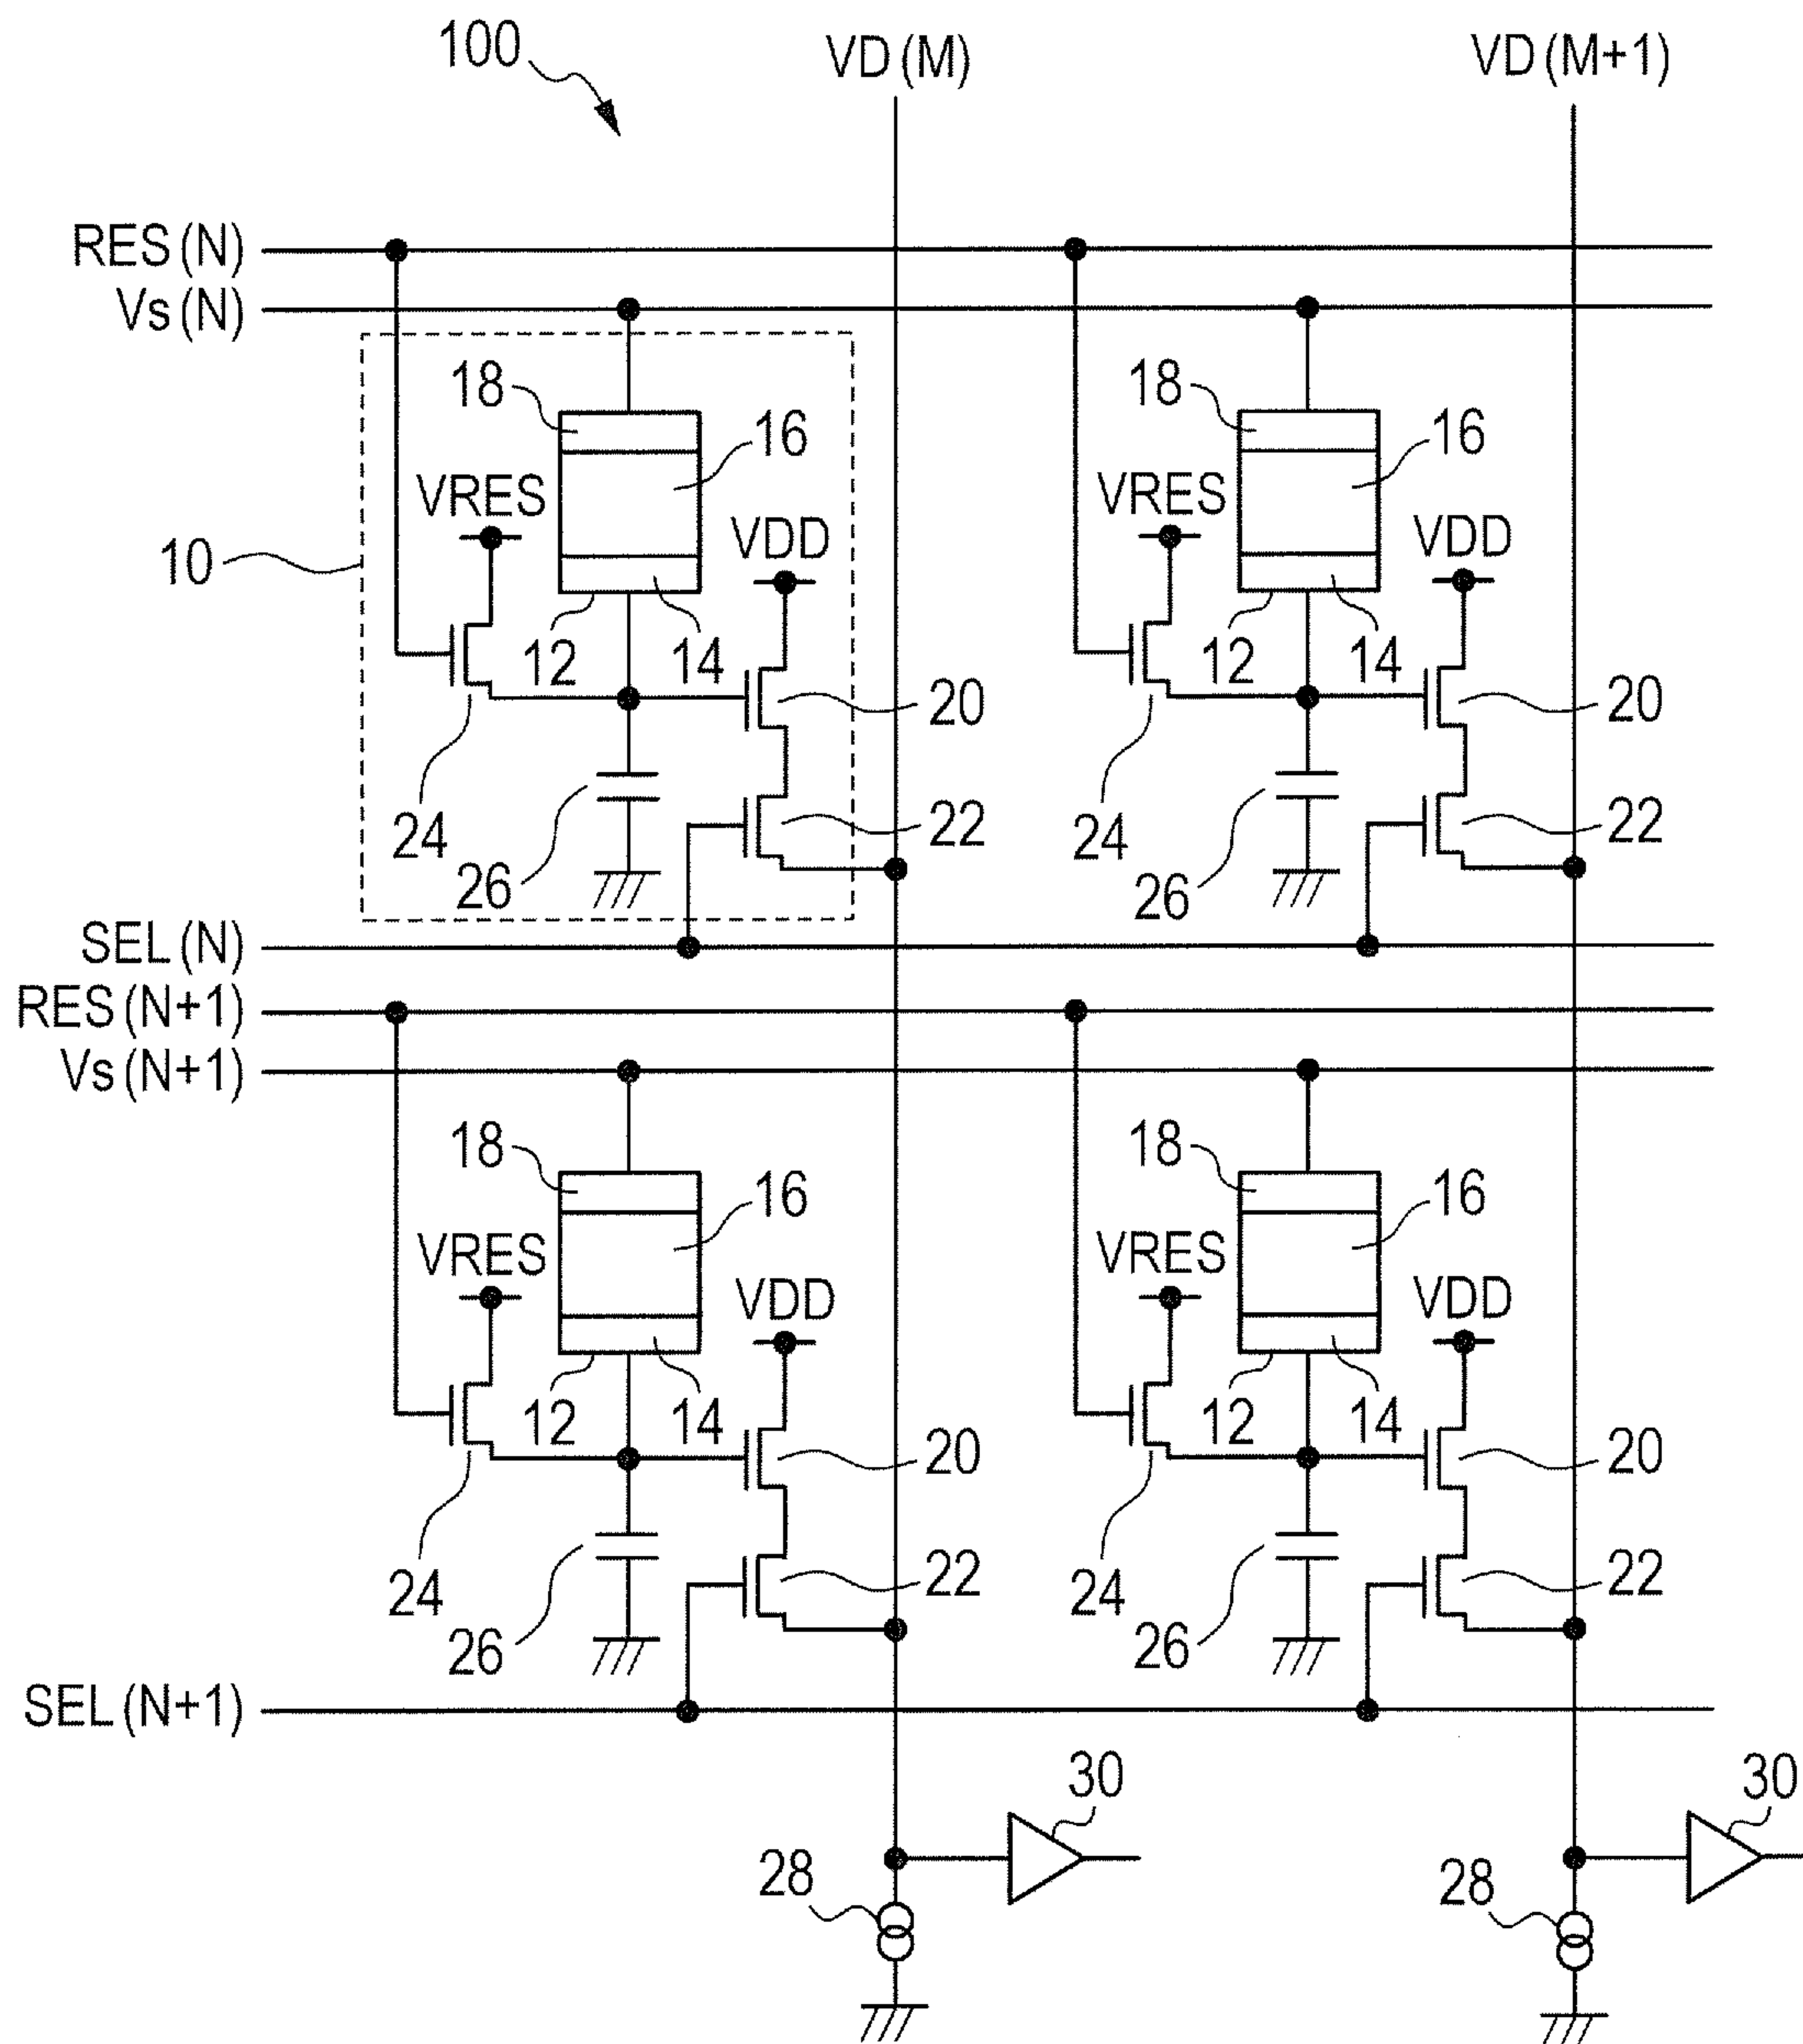 100
VD(M)
VD(M+1)
RES(N)
Vs(N)
18
16
VRES
VDD
10
12
14
20
24
26
22
18
16
VRES
VDD
12
14
20
24
26
22
SEL(N)
RES(N+1)
Vs(N+1)
18
16
VRES
VDD
12
14
20
24
26
22
18
16
VRES
VDD
12
14
20
24
26
22
SEL(N+1)
30
28
30
28